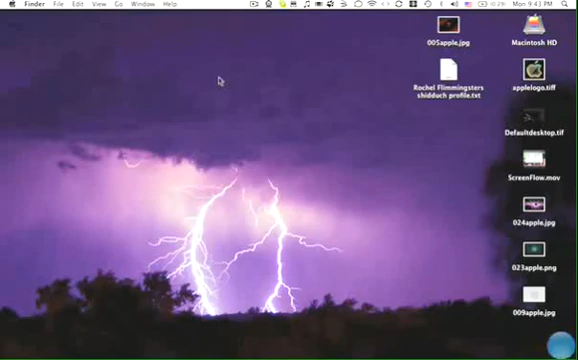 Finder File Edit View Go Window Help
Mon 9:43 PM
005apple.jpg
Macintosh HD
Rochel Flimmingsters
shidduch profile.txt
applelogo.tiff
Defaultdesktop.tif
ScreenFlow.mov
024apple.jpg
023apple.png
009apple.jpg